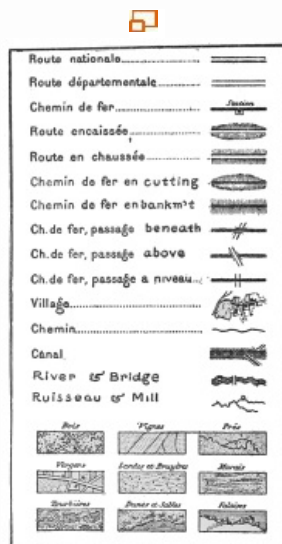 Route nationale
Route départementale
Chemin de fer
Station
Route encaissée
Route en chaussée
Chemin de fer en cutting
Chemin de fer enbankm't
Ch. de fer, passage beneath
Ch. de fer, passage above
Ch. de fer, passage a niveau
Village
Chemin
Canal
River & Bridge
Ruisseau & Mill
Bois Vignes Prés
Vergers Landes et Bruyères Marais
Tourbières Dunes et Sables Falaises